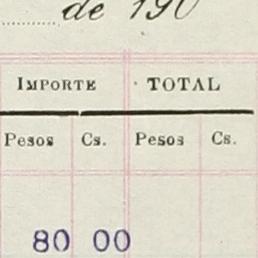 de 190
IMPORTE TOTAL
Pesos Cs. Pesos Cs.
80 00